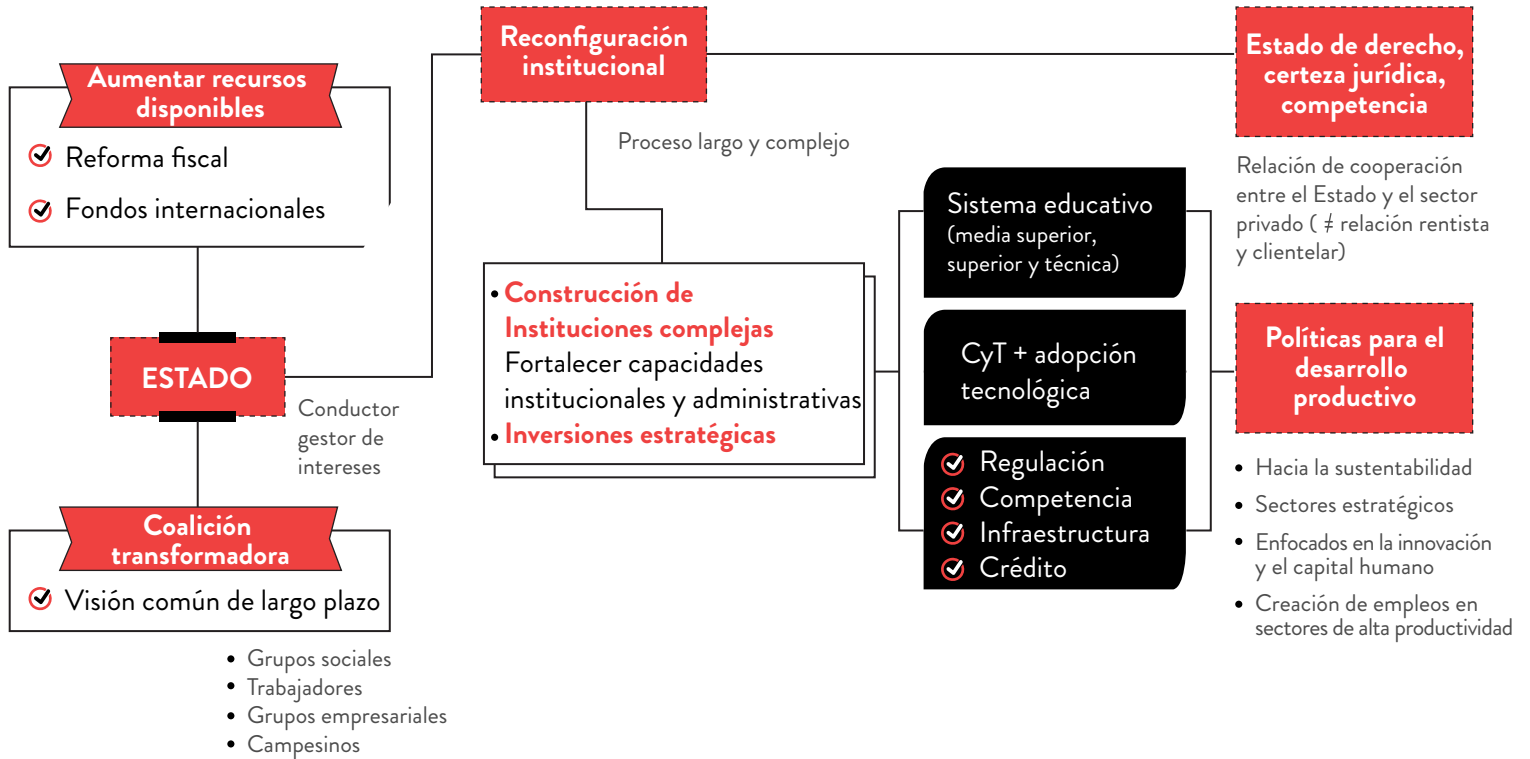 Aumentar recursos
disponibles
Reforma fiscal
Fondos internacionales
ESTADO
Conductor
gestor de
intereses
Coalición
transformadora
Visión común de largo plazo
• Grupos sociales
• Trabajadores
• Grupos empresariales
• Campesinos
Reconfiguración
institucional
Proceso largo y complejo
• Construcción de
Instituciones complejas
Fortalecer capacidades
institucionales y administrativas
• Inversiones estratégicas
Sistema educativo
(media superior,
superior y técnica)
CyT + adopción
tecnológica
Regulación
Competencia
Infraestructura
Crédito
Estado de derecho,
certeza jurídica,
competencia
Relación de cooperación
entre el Estado y el sector
privado ( ≠ relación rentista
y clientelar)
Políticas para el
desarrollo
productivo
• Hacia la sustentabilidad
• Sectores estratégicos
• Enfocados en la innovación
y el capital humano
• Creación de empleos en
sectores de alta productividad